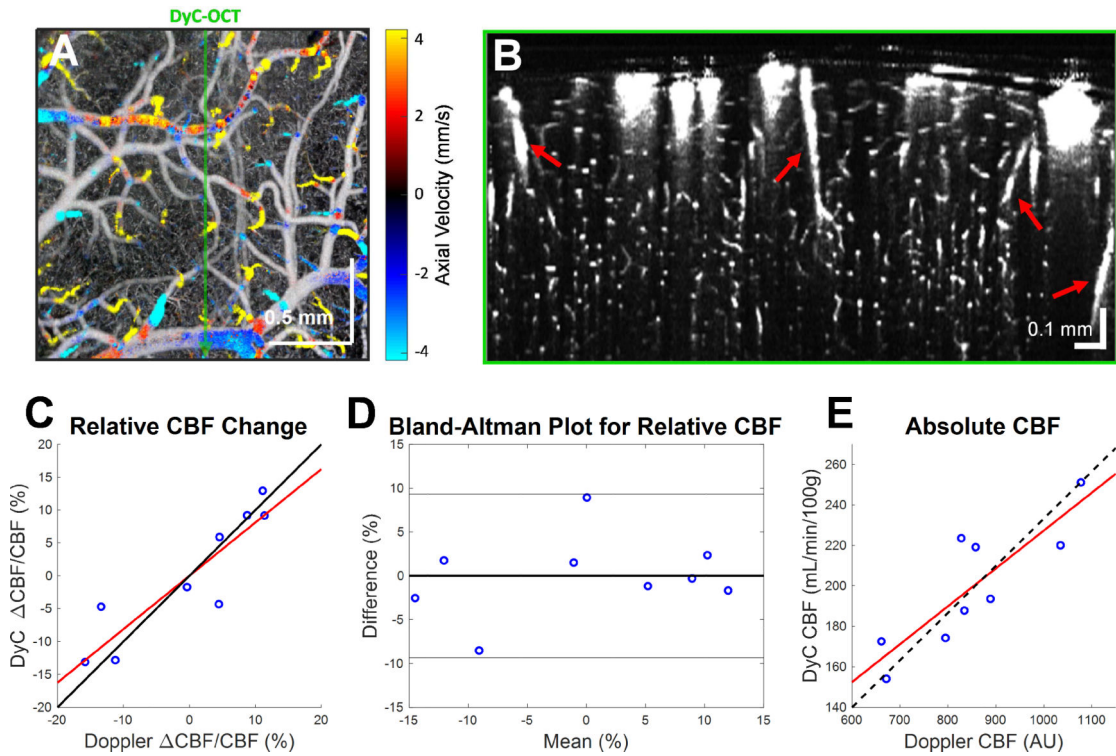 DyC-OCT
A
4
2
0
-2
-4
Axial Velocity (mm/s)
0.5 mm
B
0.1 mm
C
Relative CBF Change
20
15
10
5
0
-5
-10
-15
-20
-20
-10
0
10
20
DyC ΔCBF/CBF (%)
Doppler ΔCBF/CBF (%)
D
Bland-Altman Plot for Relative CBF
15
10
5
0
-5
-10
-15
-15
-10
-5
0
5
10
15
Difference (%)
Mean (%)
E
Absolute CBF
260
240
220
200
180
160
140
600
700
800
900
1000
1100
DyC CBF (mL/min/100g)
Doppler CBF (AU)